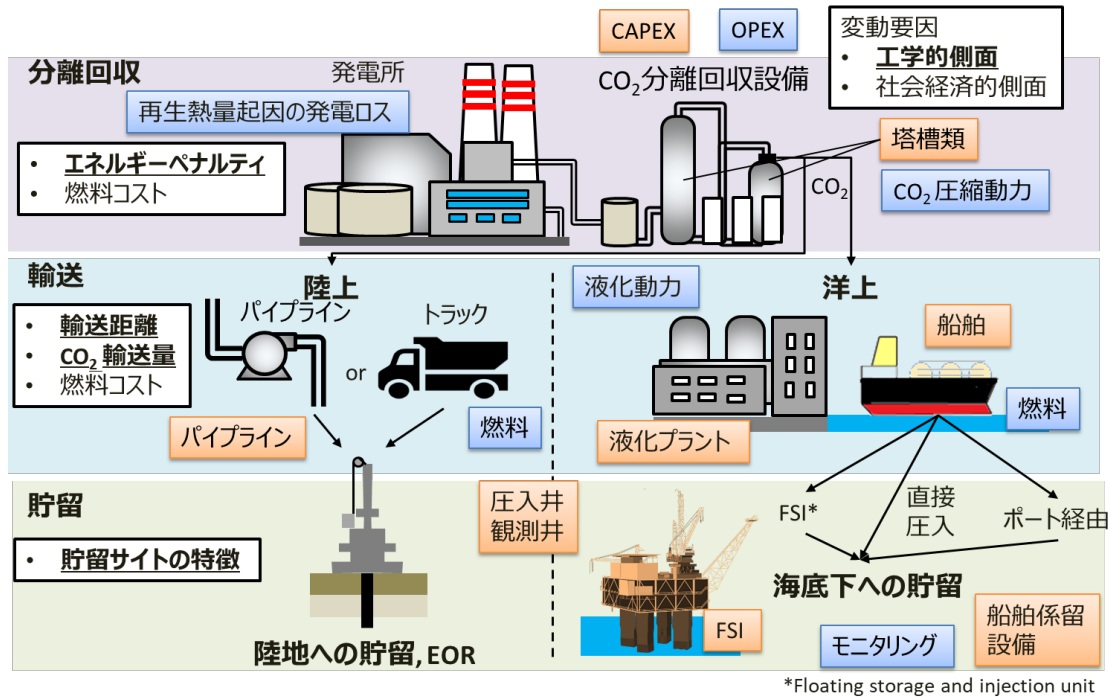 CAPEX
OPEX
変動要因
• 工学的側面
• 社会経済的側面
分離回収
発電所
CO2分離回収設備
再生熱量起因の発電ロス
• エネルギーペナルティ
• 燃料コスト
塔槽類
CO2
CO2 圧縮動力
輸送
陸上
洋上
液化動力
• 輸送距離
• CO2 輸送量
• 燃料コスト
パイプライン
or
トラック
船舶
パイプライン
燃料
液化プラント
燃料
貯留
圧入井
観測井
FSI*
直接
圧入
ポート経由
• 貯留サイトの特徴
海底下への貯留
FSI
船舶係留
設備
モニタリング
陸地への貯留, EOR
*Floating storage and injection unit